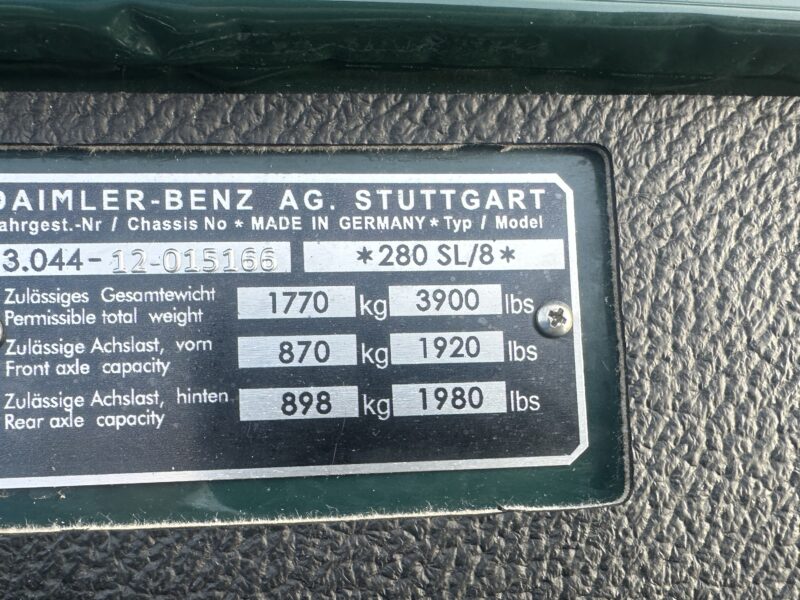 DAIMLER-BENZ AG. STUTTGART
ahrgest.-Nr / Chassis No * MADE IN GERMANY * Typ / Model
3.044-12-015166 *280 SL/8*
Zulässiges Gesamtewicht 1770 kg 3900 lbs
Permissible total weight
Zulässige Achslast, vorn 870 kg 1920 lbs
Front axle capacity
Zulässige Achslast, hinten 898 kg 1980 lbs
Rear axle capacity